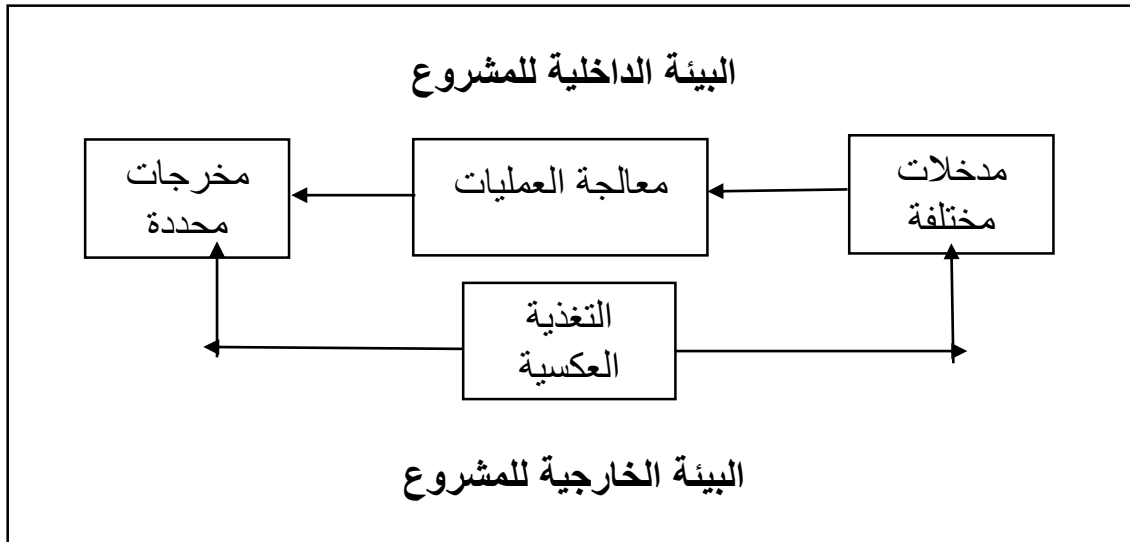 البيئة الداخلية للمشروع
مدخلات
مختلفة
معالجة العمليات
مخرجات
محددة
التغذية
العكسية
البيئة الخارجية للمشروع